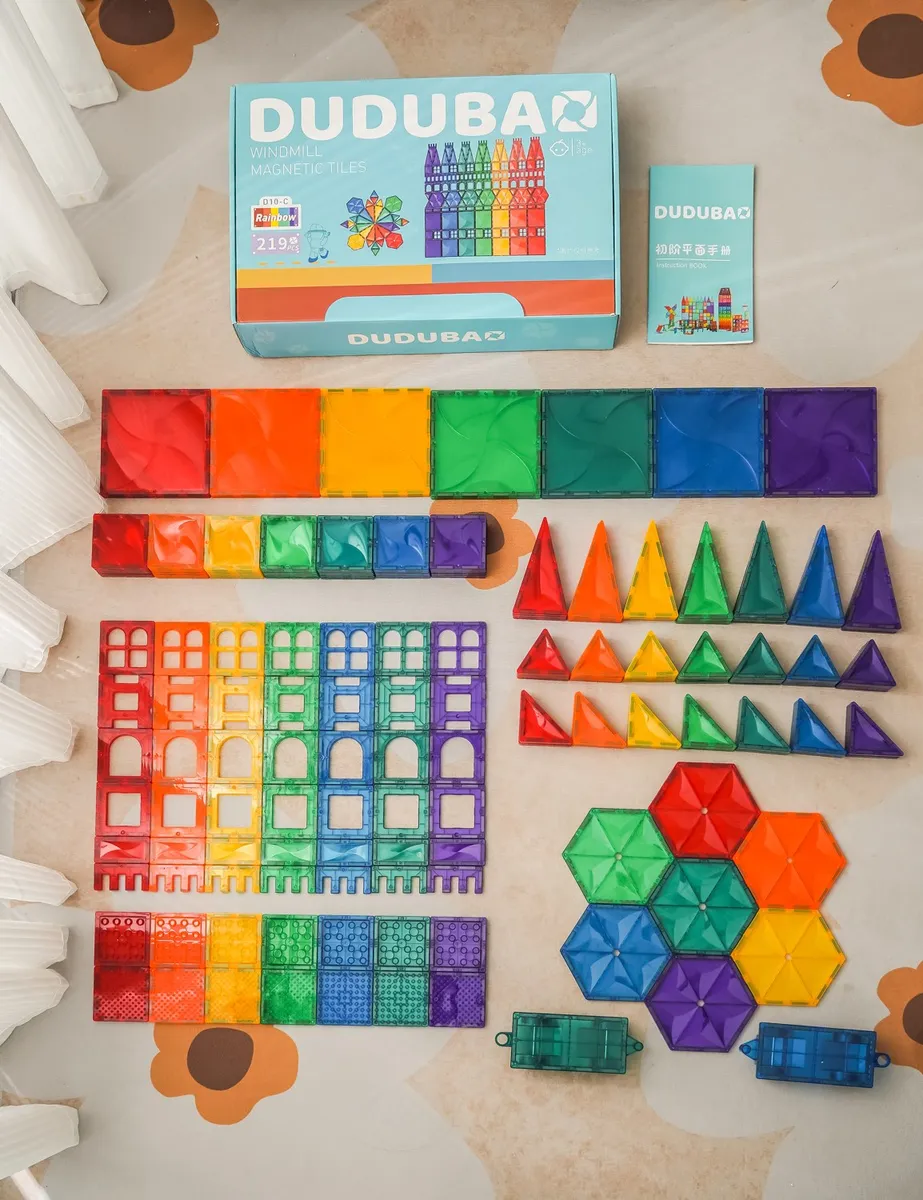 DUDUBA
WINDMILL
MAGNETIC TILES
D10-C
Rainbow
219
DUDUBA
DUDUBA
初阶平面手册
Instruction BOOK